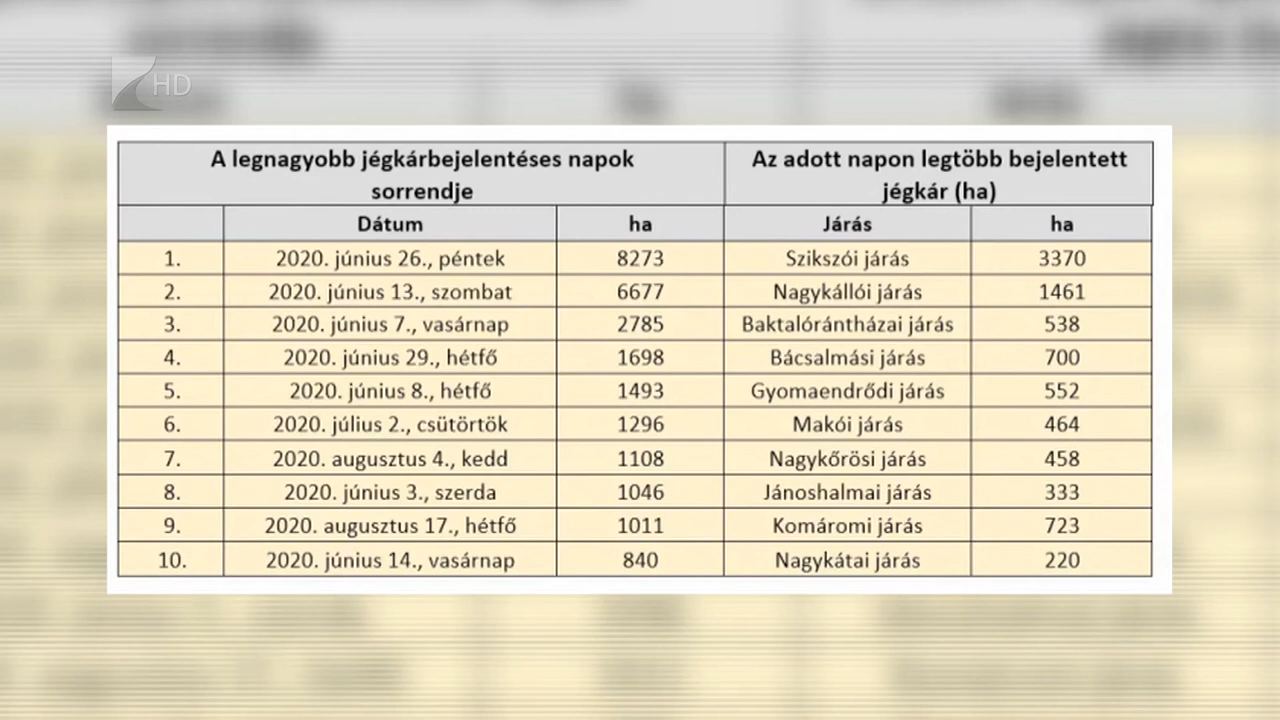 HD
A legnagyobb jégkárbejelentéses napok
sorrendje
Az adott napon legtöbb bejelentett
jégkár (ha)
Dátum ha Járás ha
1. 2020. június 26., péntek 8273 Szikszói járás 3370
2. 2020. június 13., szombat 6677 Nagykállói járás 1461
3. 2020. június 7., vasárnap 2785 Baktalórántházai járás 538
4. 2020. június 29., hétfő 1698 Bácsalmási járás 700
5. 2020. június 8., hétfő 1493 Gyomaendrődi járás 552
6. 2020. július 2., csütörtök 1296 Makói járás 464
7. 2020. augusztus 4., kedd 1108 Nagykőrösi járás 458
8. 2020. június 3., szerda 1046 Jánoshalmai járás 333
9. 2020. augusztus 17., hétfő 1011 Komáromi járás 723
10. 2020. június 14., vasárnap 840 Nagykátai járás 220